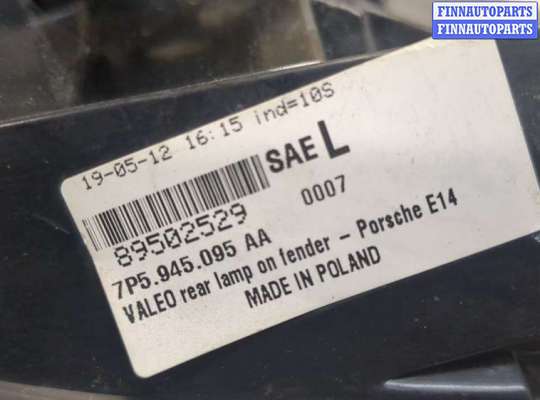 FINNAUTOPARTS
FINNAUTOPARTS
19-05-12 16:15 ind=10S
SAE L
0007
89502529
7P5.945.095 AA
VALEO rear lamp on fender - Porsche E14
MADE IN POLAND